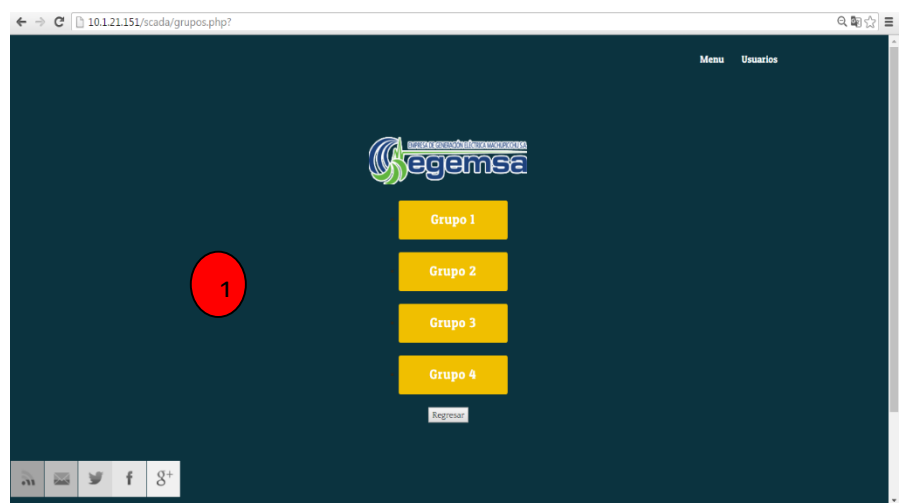 10.1.21.151/scada/grupos.php?
Menu Usuarios
EMPRESA DE GENERACIÓN ELÉCTRICA MACHUPICCHU S.A.
egemsa
Grupo 1
Grupo 2
1
Grupo 3
Grupo 4
Regresar
f g+